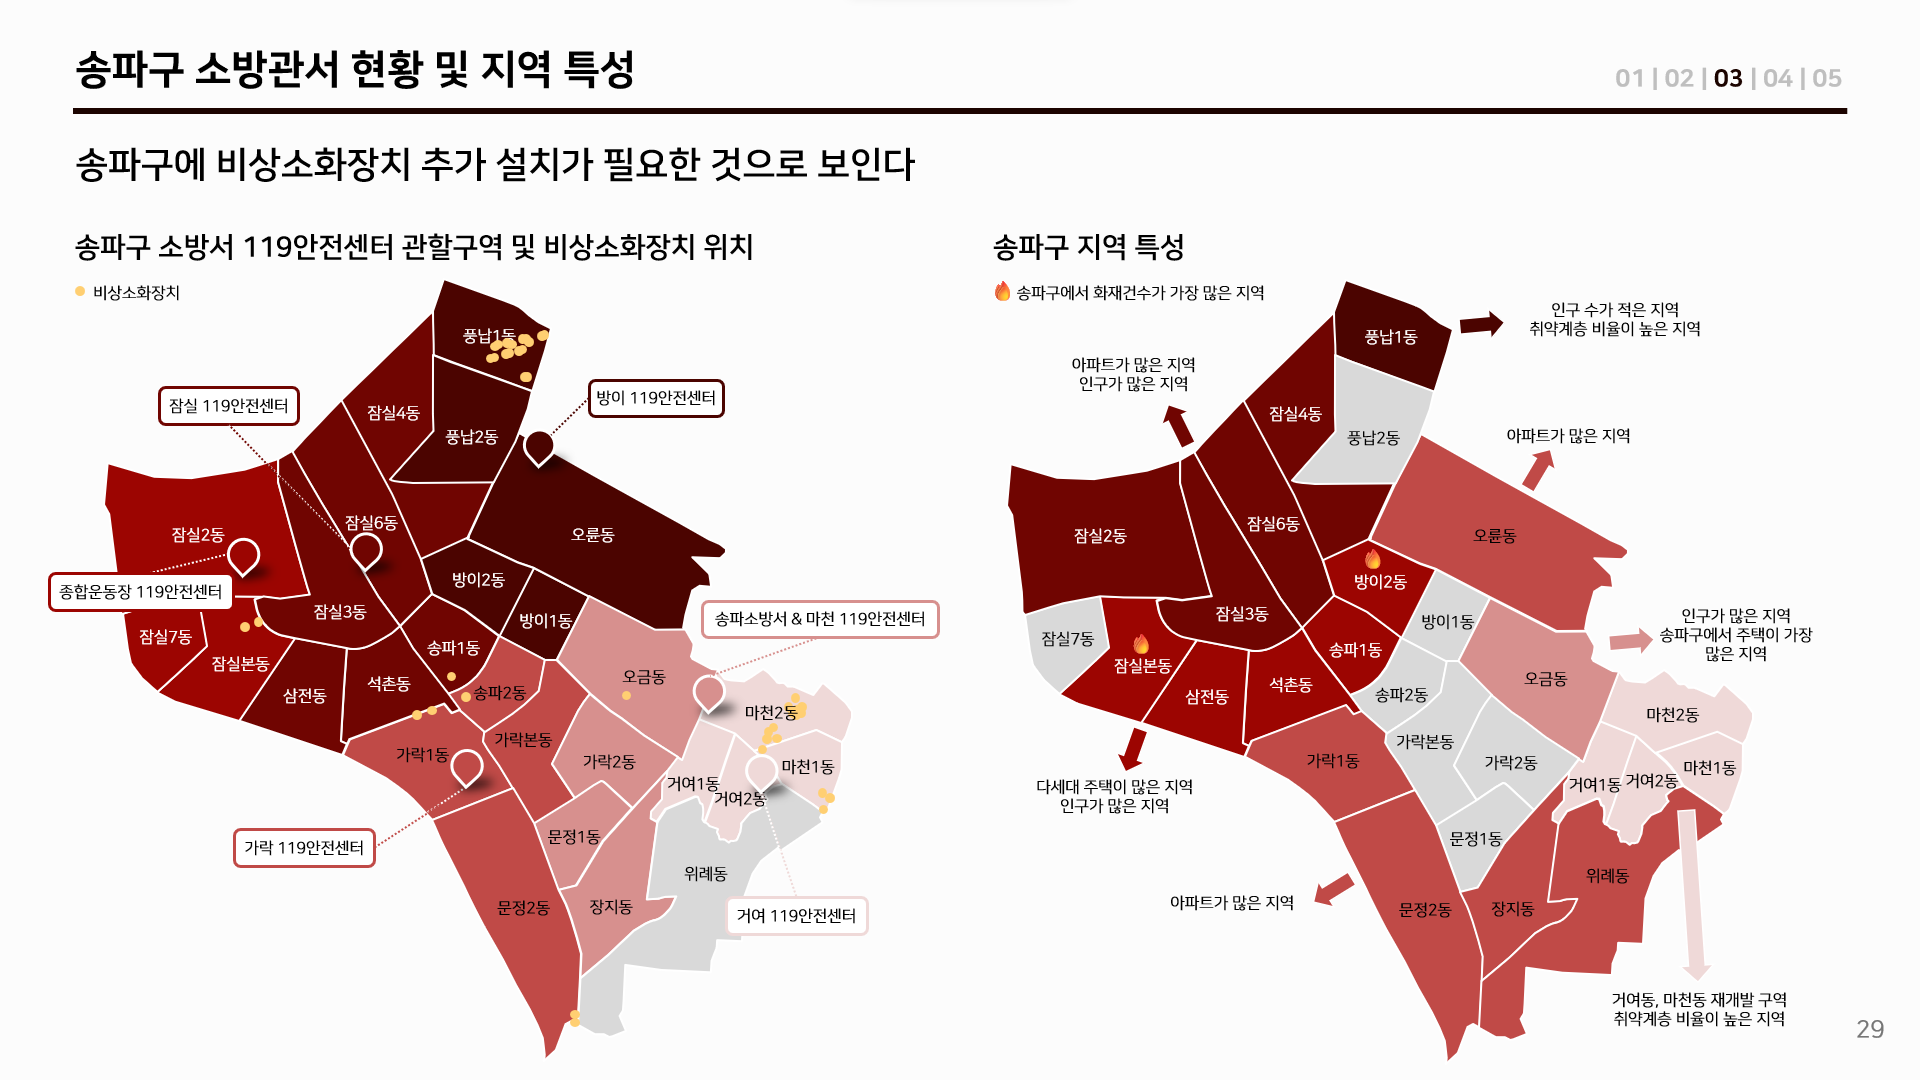 송파구 소방관서 현황 및 지역 특성
01 | 02 | 03 | 04 | 05
송파구에 비상소화장치 추가 설치가 필요한 것으로 보인다
송파구 소방서 119안전센터 관할구역 및 비상소화장치 위치
비상소화장치
풍납1동
잠실4동
풍납2동
잠실 119안전센터
방이 119안전센터
잠실6동
잠실2동
오륜동
종합운동장 119안전센터
방이2동
잠실3동
방이1동
송파소방서 & 마천 119안전센터
잠실7동
잠실본동
송파1동
오금동
석촌동
삼전동
송파2동
마천2동
가락본동
가락1동
가락2동
마천1동
거여1동
거여2동
문정1동
가락 119안전센터
위례동
문정2동
장지동
거여 119안전센터
송파구 지역 특성
송파구에서 화재건수가 가장 많은 지역
인구 수가 적은 지역
취약계층 비율이 높은 지역
풍납1동
아파트가 많은 지역
인구가 많은 지역
잠실4동
풍납2동
아파트가 많은 지역
잠실6동
잠실2동
오륜동
방이2동
잠실3동
방이1동
인구가 많은 지역
송파구에서 주택이 가장
많은 지역
잠실7동
잠실본동
송파1동
오금동
석촌동
삼전동
송파2동
마천2동
가락본동
가락1동
가락2동
마천1동
거여1동
거여2동
다세대 주택이 많은 지역
인구가 많은 지역
문정1동
위례동
아파트가 많은 지역
문정2동
장지동
거여동, 마천동 재개발 구역
취약계층 비율이 높은 지역
29